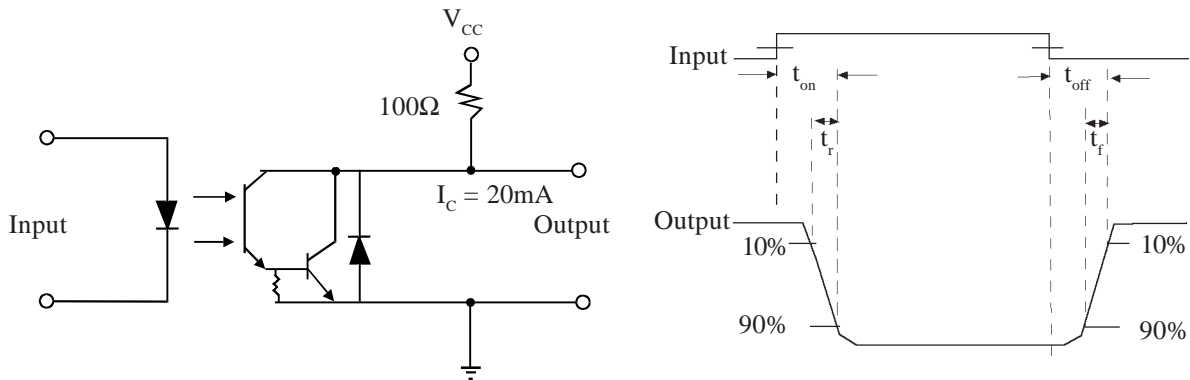 V_CC
100Ω
I_C = 20mA
Input
Output
Input
t_on
t_off
t_r
t_f
Output
10%
10%
90%
90%